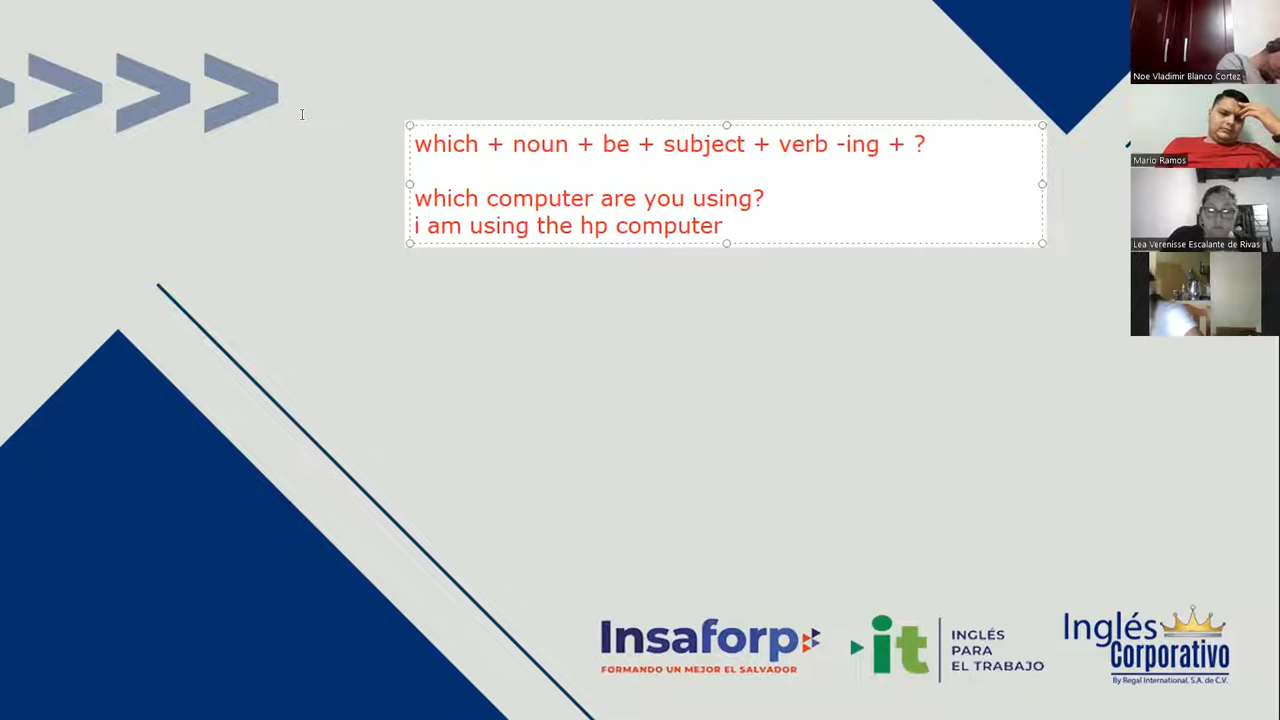 which + noun + be + subject + verb -ing + ?
which computer are you using?
i am using the hp computer
Noe Vladimir Blanco Cortez
Mario Ramos
Lea Verenisse Escalante de Rivas
Insaforp
FORMANDO UN MEJOR EL SALVADOR
it
INGLÉS
PARA
EL TRABAJO
Inglés
Corporativo
By Regal International, S.A. de C.V.